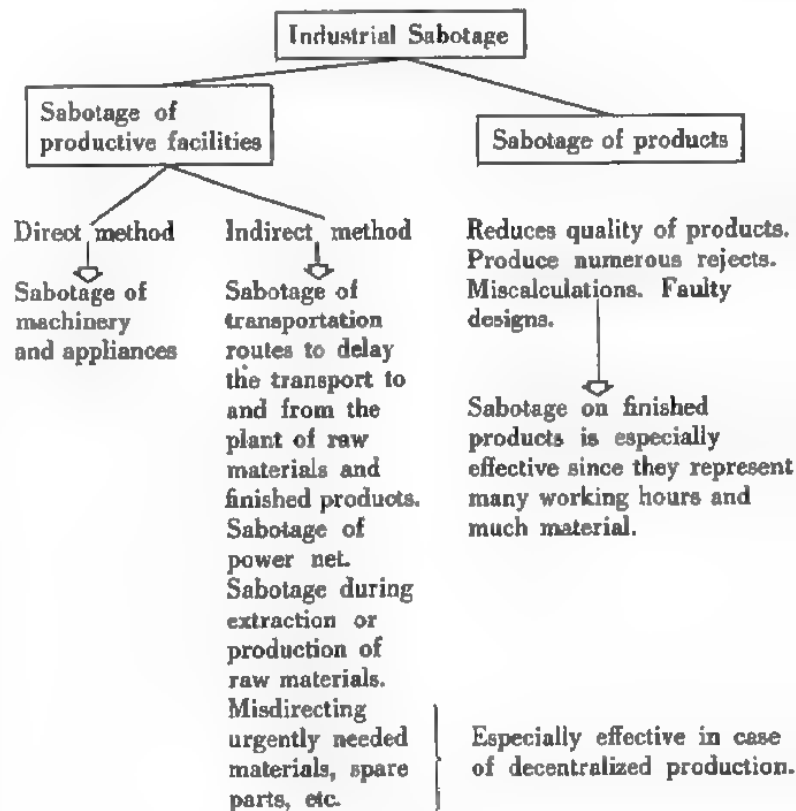 Industrial Sabotage
Sabotage of
productive facilities
Sabotage of products
Direct method
Sabotage of
machinery
and appliances
Indirect method
Sabotage of
transportation
routes to delay
the transport to
and from the
plant of raw
materials and
finished products.
Sabotage of
power net.
Sabotage during
extraction or
production of
raw materials.
Misdirecting
urgently needed
materials, spare
parts, etc.
Reduces quality of products.
Produce numerous rejects.
Miscalculations. Faulty
designs.
Sabotage on finished
products is especially
effective since they represent
many working hours and
much material.
Especially effective in case
of decentralized production.